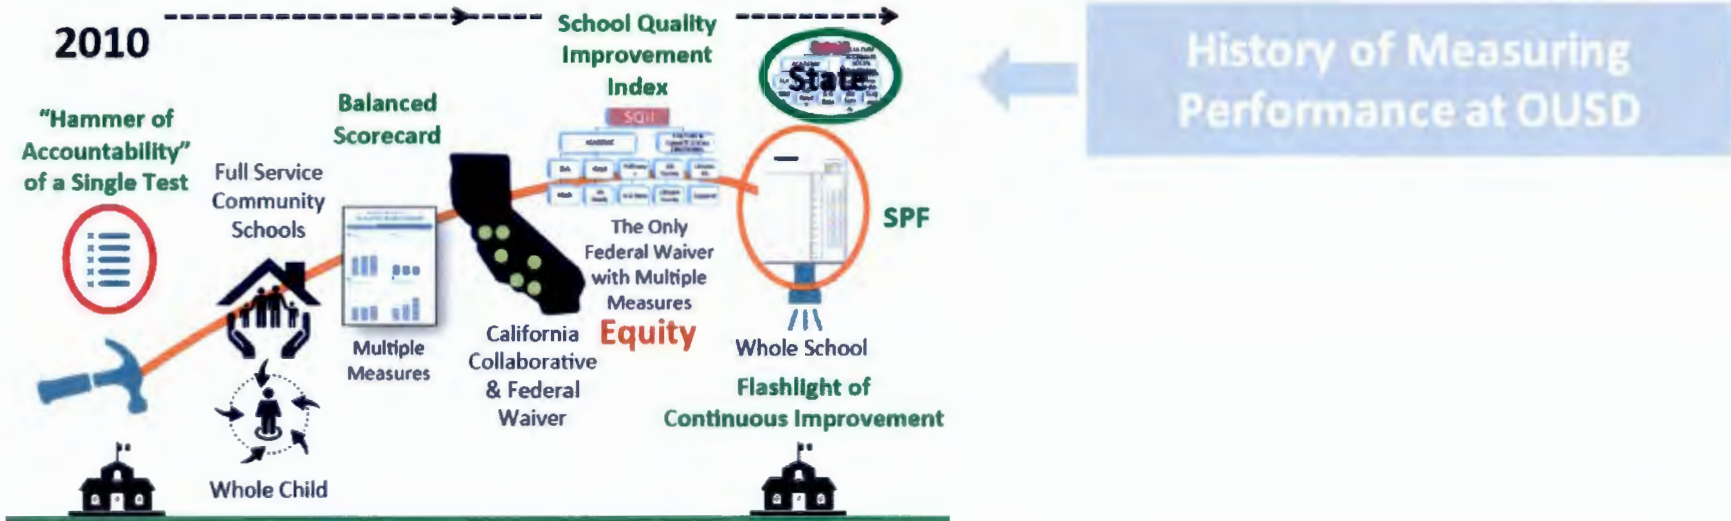 2010
"Hammer of
Accountability"
of a Single Test
Full Service
Community
Schools
Whole Child
Balanced
Scorecard
Multiple
Measures
California
Collaborative
& Federal
Waiver
School Quality
Improvement
Index
SQII
The Only
Federal Waiver
with Multiple
Measures
Equity
State
SPF
Whole School
Flashlight of
Continuous Improvement
History of Measuring
Performance at OUSD